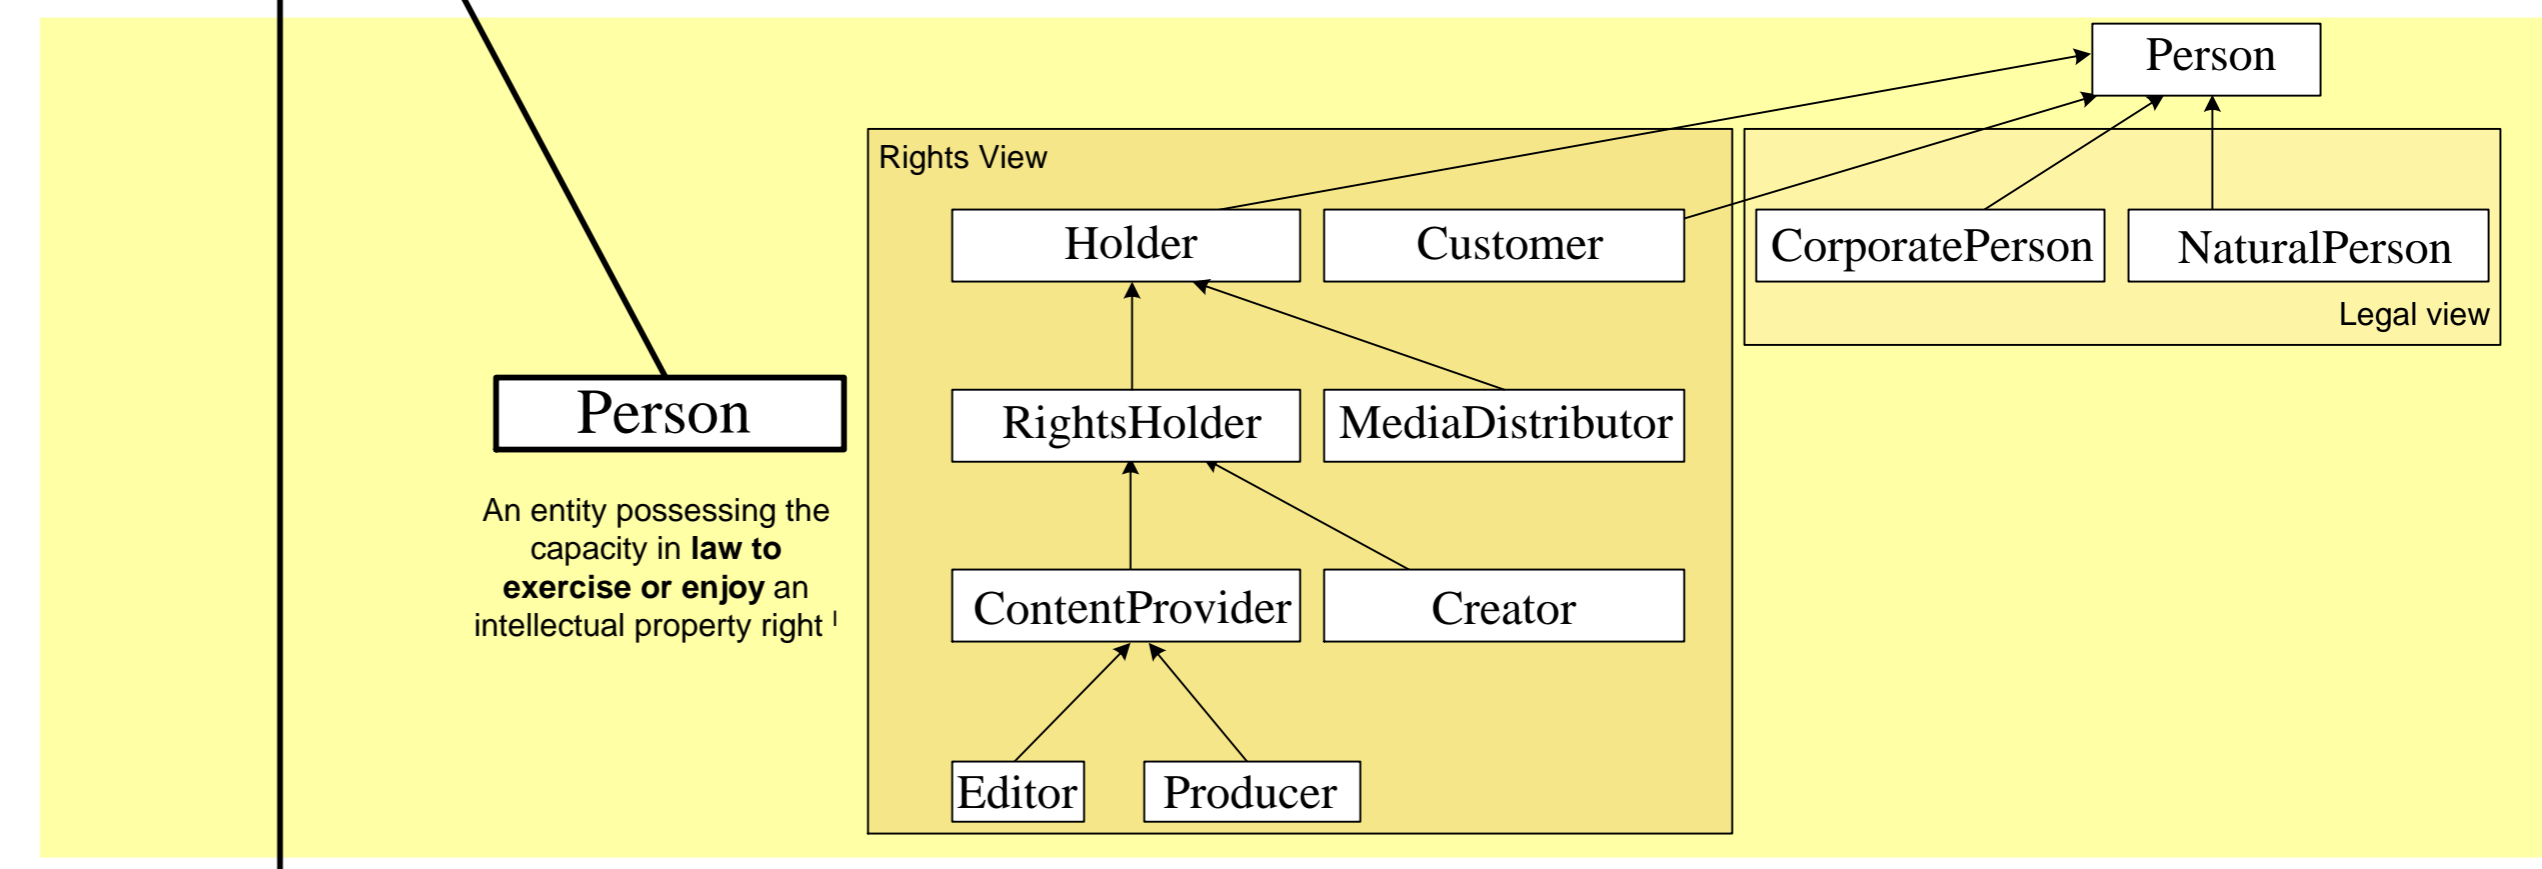 Person
Rights View
Holder
Customer
CorporatePerson
NaturalPerson
Legal view
Person
RightsHolder
MediaDistributor
An entity possessing the
capacity in law to
exercise or enjoy an
intellectual property right I
ContentProvider
Creator
Editor
Producer